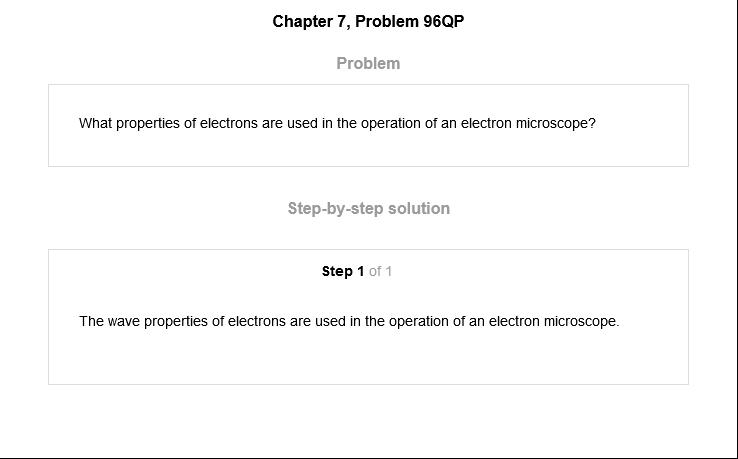 Chapter 7, Problem 96QP
Problem
What properties of electrons are used in the operation of an electron microscope?
Step-by-step solution
Step 1 of 1
The wave properties of electrons are used in the operation of an electron microscope.